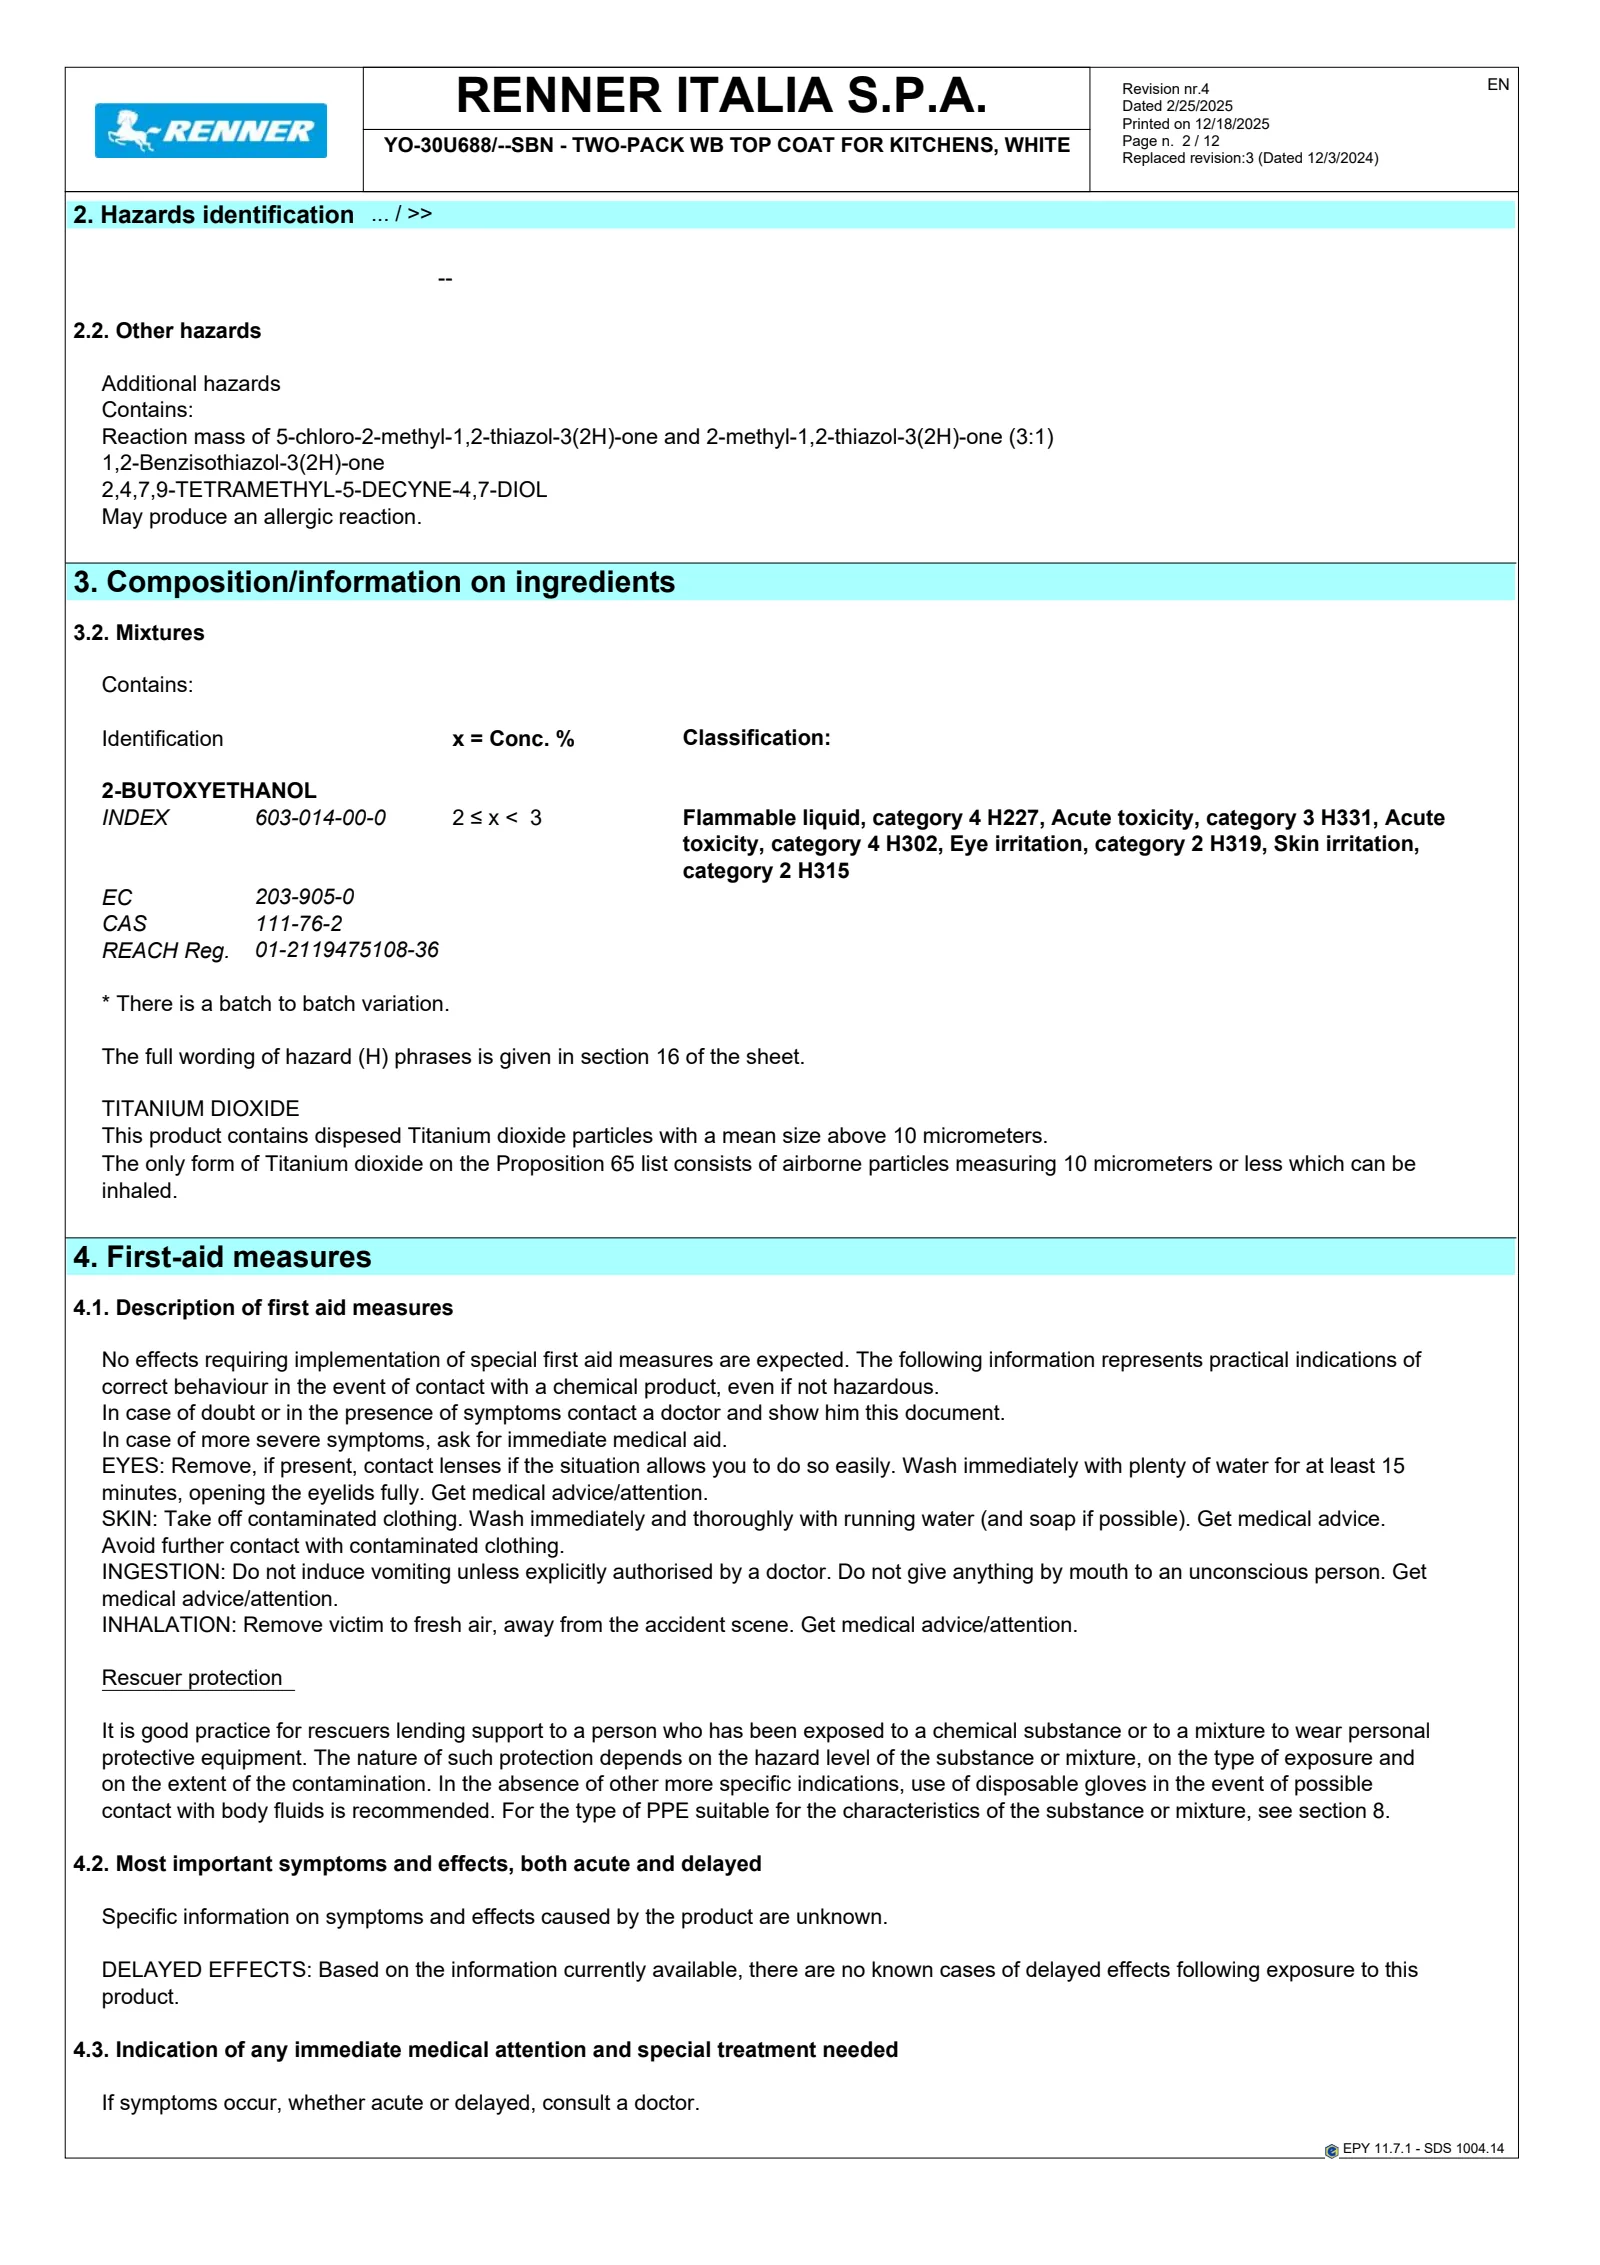 RENNER
RENNER ITALIA S.P.A.
YO-30U688/--SBN - TWO-PACK WB TOP COAT FOR KITCHENS, WHITE
EN
Revision nr.4
Dated 2/25/2025
Printed on 12/18/2025
Page n. 2 / 12
Replaced revision:3 (Dated 12/3/2024)
2. Hazards identification ... / >>
--
2.2. Other hazards
Additional hazards
Contains:
Reaction mass of 5-chloro-2-methyl-1,2-thiazol-3(2H)-one and 2-methyl-1,2-thiazol-3(2H)-one (3:1)
1,2-Benzisothiazol-3(2H)-one
2,4,7,9-TETRAMETHYL-5-DECYNE-4,7-DIOL
May produce an allergic reaction.
3. Composition/information on ingredients
3.2. Mixtures
Contains:
Identification x = Conc. % Classification:
2-BUTOXYETHANOL
INDEX 603-014-00-0 2 ≤ x < 3 Flammable liquid, category 4 H227, Acute toxicity, category 3 H331, Acute
toxicity, category 4 H302, Eye irritation, category 2 H319, Skin irritation,
category 2 H315
EC 203-905-0
CAS 111-76-2
REACH Reg. 01-2119475108-36
* There is a batch to batch variation.
The full wording of hazard (H) phrases is given in section 16 of the sheet.
TITANIUM DIOXIDE
This product contains dispesed Titanium dioxide particles with a mean size above 10 micrometers.
The only form of Titanium dioxide on the Proposition 65 list consists of airborne particles measuring 10 micrometers or less which can be
inhaled.
4. First-aid measures
4.1. Description of first aid measures
No effects requiring implementation of special first aid measures are expected. The following information represents practical indications of
correct behaviour in the event of contact with a chemical product, even if not hazardous.
In case of doubt or in the presence of symptoms contact a doctor and show him this document.
In case of more severe symptoms, ask for immediate medical aid.
EYES: Remove, if present, contact lenses if the situation allows you to do so easily. Wash immediately with plenty of water for at least 15
minutes, opening the eyelids fully. Get medical advice/attention.
SKIN: Take off contaminated clothing. Wash immediately and thoroughly with running water (and soap if possible). Get medical advice.
Avoid further contact with contaminated clothing.
INGESTION: Do not induce vomiting unless explicitly authorised by a doctor. Do not give anything by mouth to an unconscious person. Get
medical advice/attention.
INHALATION: Remove victim to fresh air, away from the accident scene. Get medical advice/attention.
Rescuer protection
It is good practice for rescuers lending support to a person who has been exposed to a chemical substance or to a mixture to wear personal
protective equipment. The nature of such protection depends on the hazard level of the substance or mixture, on the type of exposure and
on the extent of the contamination. In the absence of other more specific indications, use of disposable gloves in the event of possible
contact with body fluids is recommended. For the type of PPE suitable for the characteristics of the substance or mixture, see section 8.
4.2. Most important symptoms and effects, both acute and delayed
Specific information on symptoms and effects caused by the product are unknown.
DELAYED EFFECTS: Based on the information currently available, there are no known cases of delayed effects following exposure to this
product.
4.3. Indication of any immediate medical attention and special treatment needed
If symptoms occur, whether acute or delayed, consult a doctor.
EPY 11.7.1 - SDS 1004.14